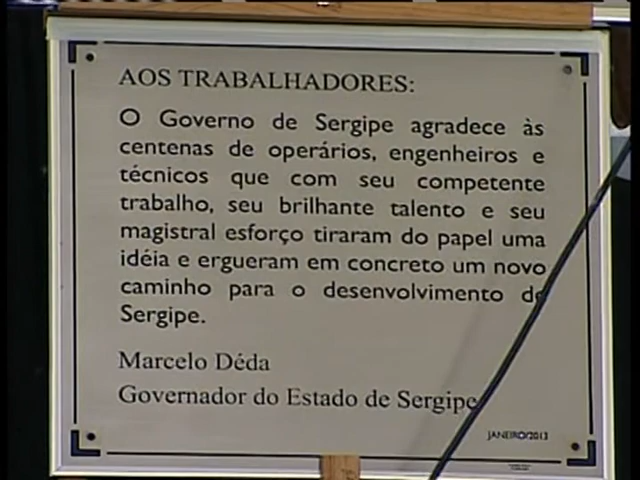 AOS TRABALHADORES:
O Governo de Sergipe agradece às
centenas de operários, engenheiros e
técnicos que com seu competente
trabalho, seu brilhante talento e seu
magistral esforço tiraram do papel uma
idéia e ergueram em concreto um novo
caminho para o desenvolvimento de
Sergipe.
Marcelo Déda
Governador do Estado de Sergipe
JANEIRO/2013